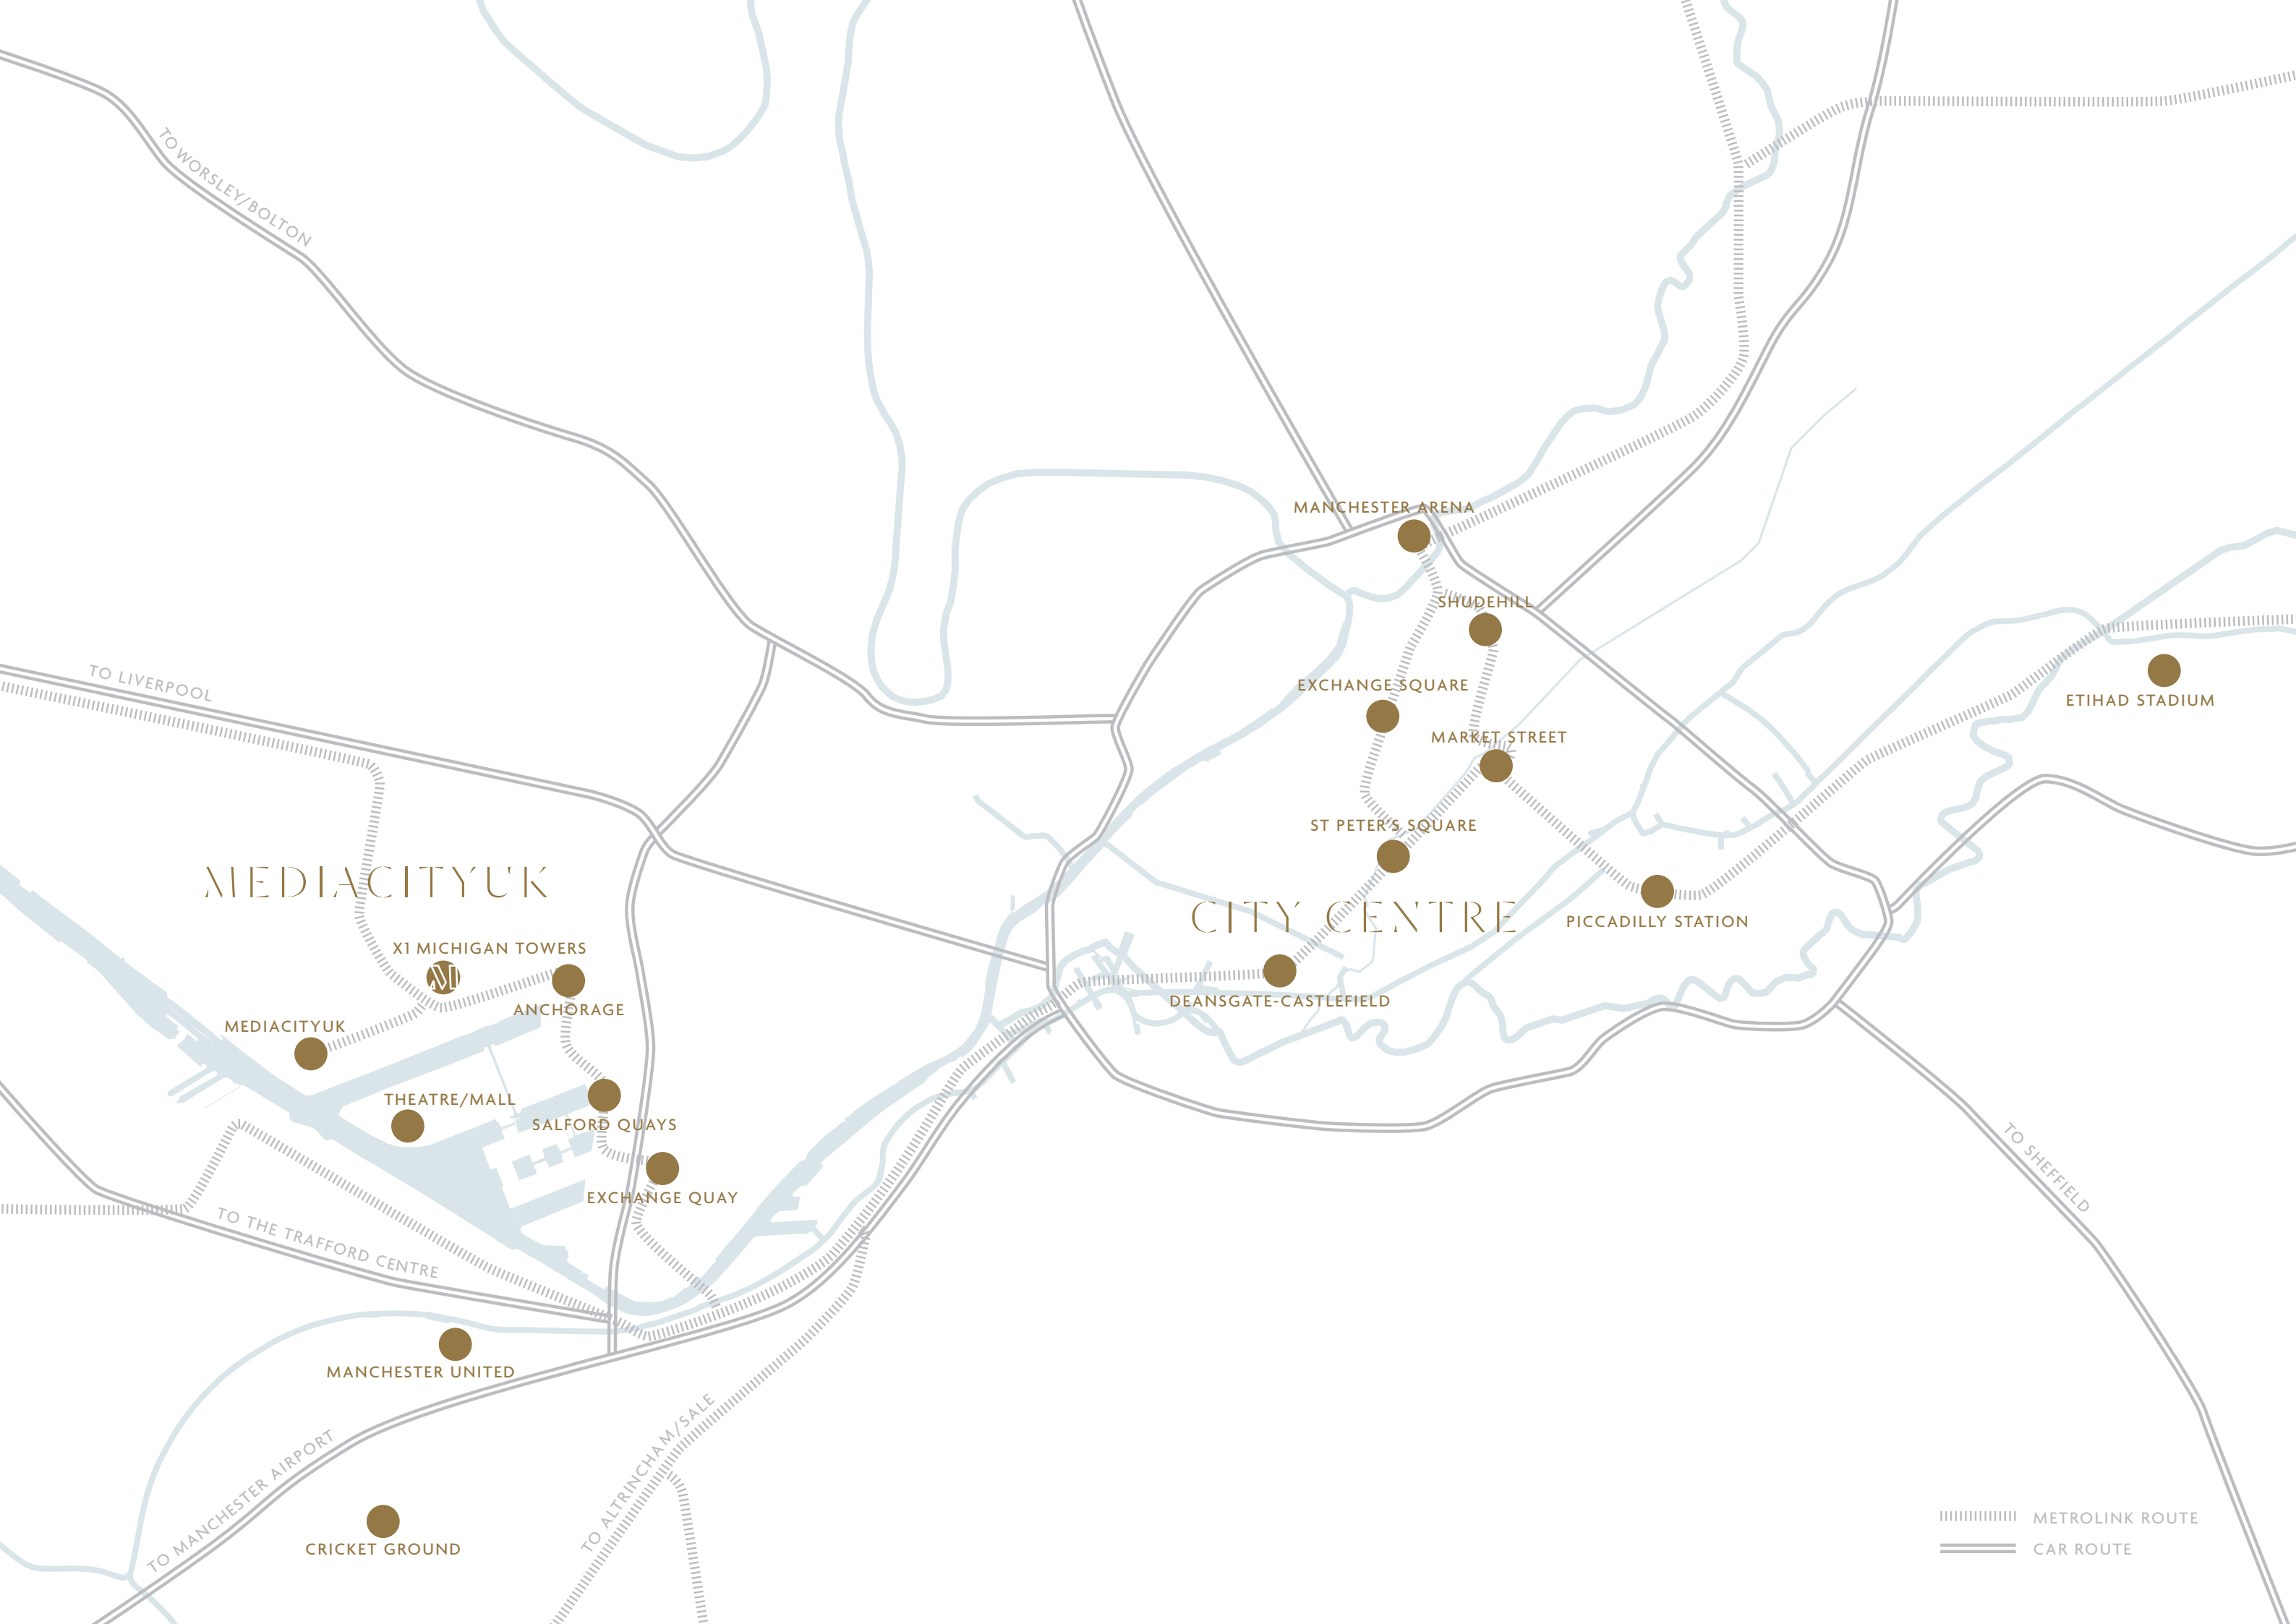 TO WORSLEY/BOLTON
MANCHESTER ARENA
SHUDEHILL
TO LIVERPOOL
EXCHANGE SQUARE
ETIHAD STADIUM
MARKET STREET
ST PETER'S SQUARE
MEDIACITYUK
CITY CENTRE
PICCADILLY STATION
X1 MICHIGAN TOWERS
M
ANCHORAGE
DEANSGATE-CASTLEFIELD
MEDIACITYUK
THEATRE/MALL
SALFORD QUAYS
TO SHEFFIELD
EXCHANGE QUAY
TO THE TRAFFORD CENTRE
MANCHESTER UNITED
TO ALTRINCHAM/SALE
TO MANCHESTER AIRPORT
CRICKET GROUND
METROLINK ROUTE
CAR ROUTE